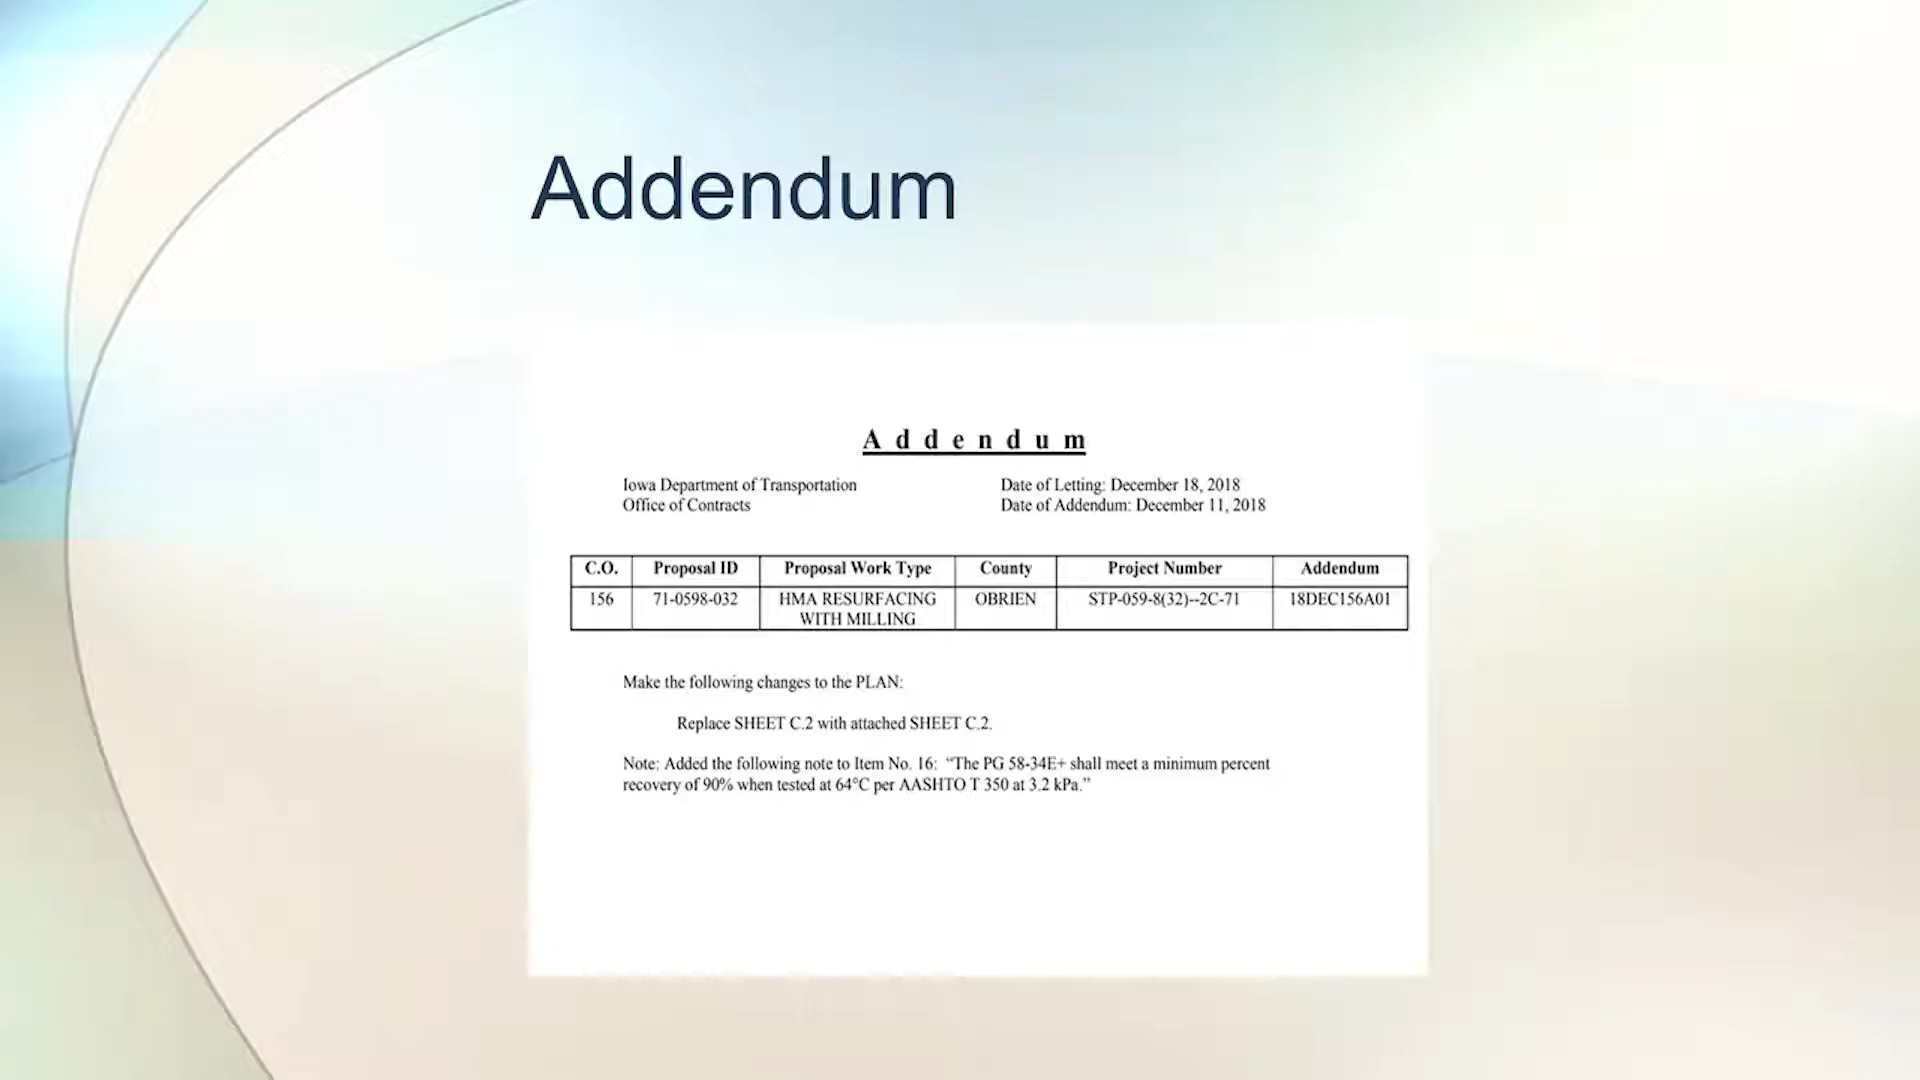 Addendum
Addendum
Iowa Department of Transportation
Office of Contracts
Date of Letting: December 18, 2018
Date of Addendum: December 11, 2018
C.O. Proposal ID Proposal Work Type County Project Number Addendum
156 71-0598-032 HMA RESURFACING WITH MILLING OBRIEN STP-059-8(32)--2C-71 18DEC156A01
Make the following changes to the PLAN:
Replace SHEET C.2 with attached SHEET C.2.
Note: Added the following note to Item No. 16: “The PG 58-34E+ shall meet a minimum percent
recovery of 90% when tested at 64°C per AASHTO T 350 at 3.2 kPa.”